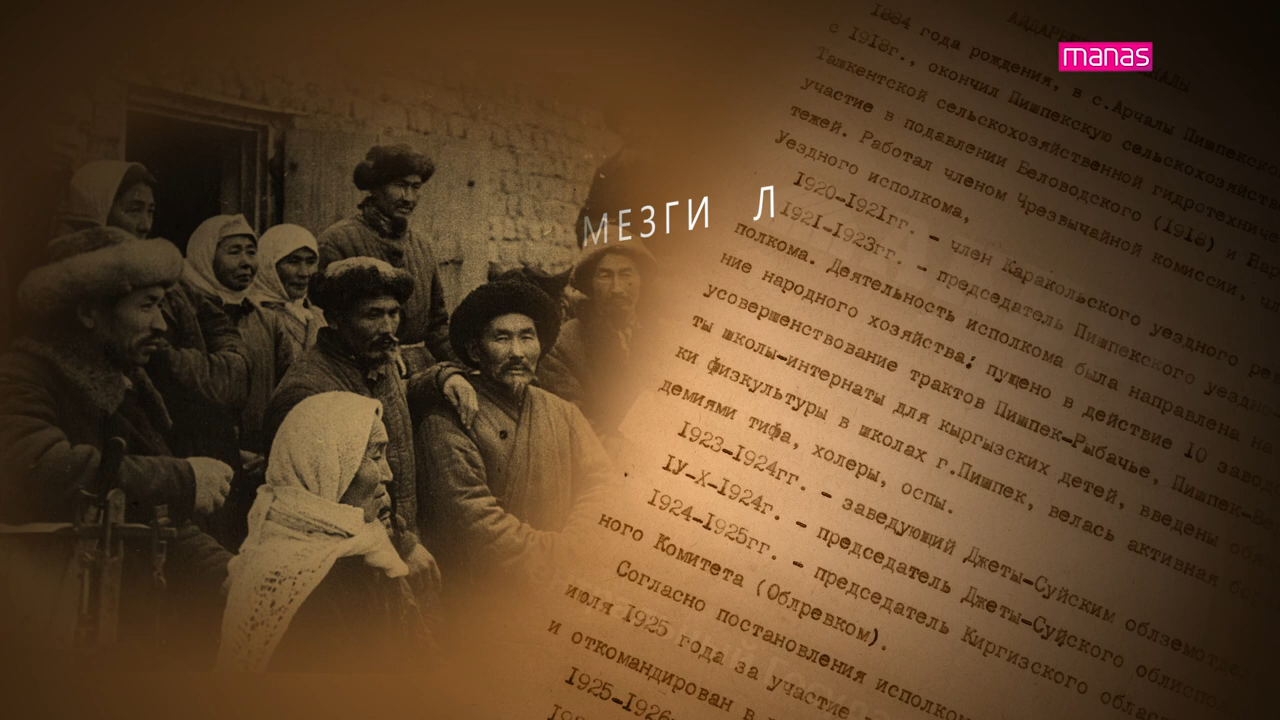 manas
МЕЗГИ Л
1884 года рождения, в с.Арчалы Пишпекско
с 1918г., окончил Пишпекскую сельскохозяйств
Ташкентской сельскохозяйственной гидротехниче
участие в подавлении Беловодского (1918) и
тежей. Работал членом Чрезвычайной комиссии,
Уездного исполкома,
1920-1921гг. - член Каракольского уездного
1921-1923гг. - председатель Пишпекского уездно
полкома. Деятельность исполкома была направлена на
ние народного хозяйства: пущено в действие 10 завод
усовершенствование трактов Пишпек-Рыбачье, Пишпек-
ты школы-интернаты для кыргызских детей, введены
ки физкультуры в школах г.Пишпек, велась активная
демиями тифа, холеры, оспы.
1923-1924гг. - заведующий Джеты-Суйским облземотде
IУ-X-1924г. - председатель Джеты-Суйского облиспол
1924-1925гг. - председатель Киргизского
ного Комитета (Облревком).
Согласно постановления исполком
июля 1925 года за участие
и откомандирован в
1925-1926